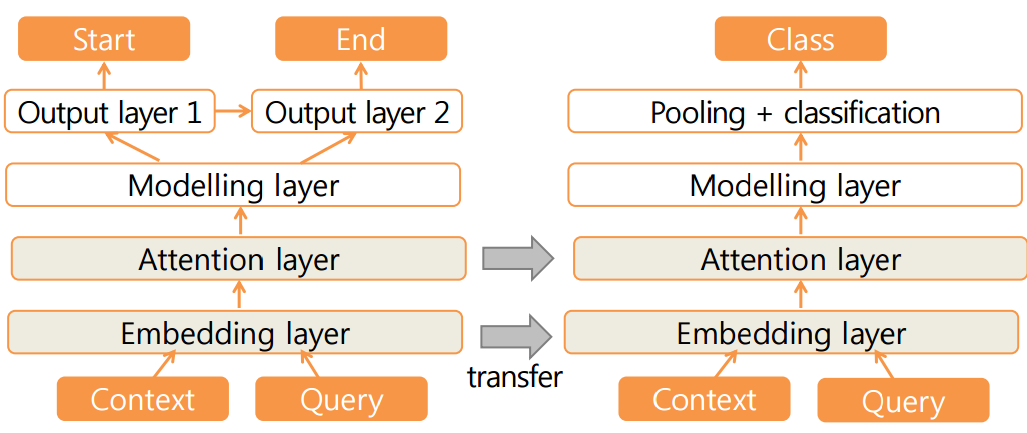 Start
End
Output layer 1
Output layer 2
Modelling layer
Attention layer
Embedding layer
Context
Query
transfer
Class
Pooling + classification
Modelling layer
Attention layer
Embedding layer
Context
Query